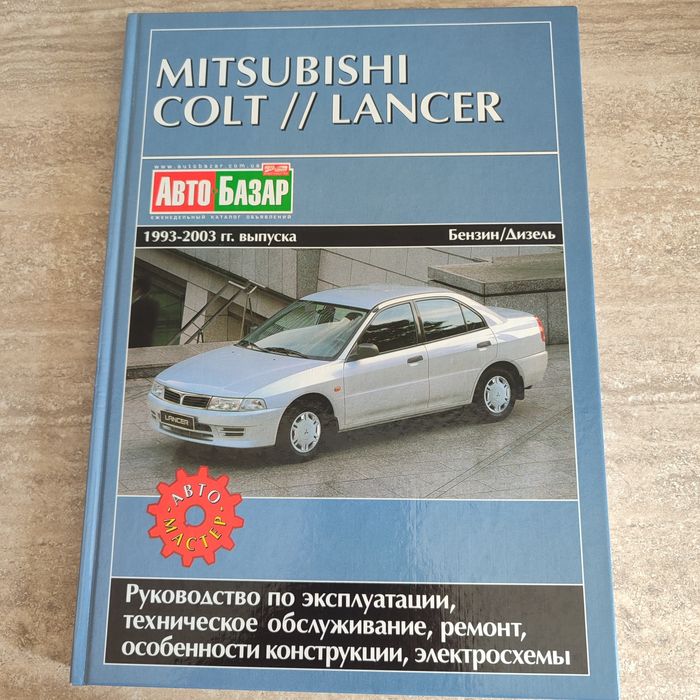 MITSUBISHI
COLT // LANCER
www.autobazar.com.ua
АВТО БАЗАР
ЕЖЕНЕДЕЛЬНЫЙ КАТАЛОГ ОБЪЯВЛЕНИЙ
1993-2003 гг. выпуска
Бензин/Дизель
LANCER
АВТО
МАСТЕР
Руководство по эксплуатации,
техническое обслуживание, ремонт,
особенности конструкции, электросхемы